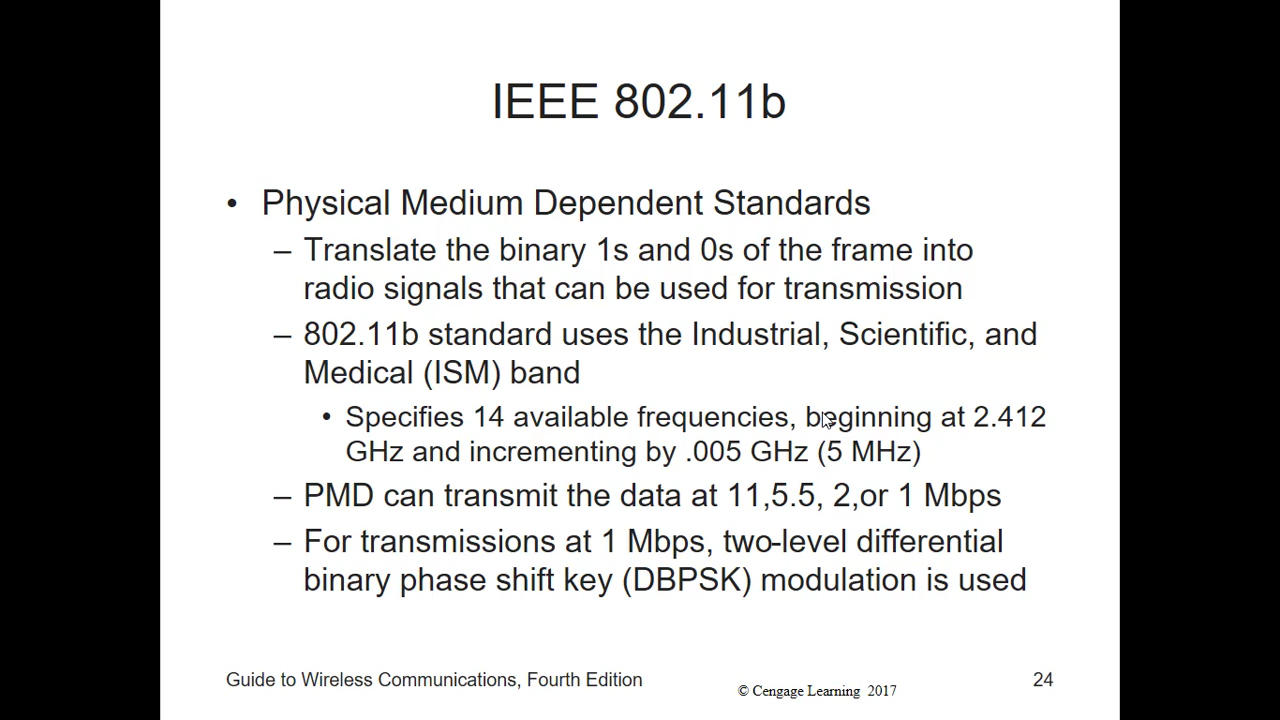 IEEE 802.11b
• Physical Medium Dependent Standards
– Translate the binary 1s and 0s of the frame into
radio signals that can be used for transmission
– 802.11b standard uses the Industrial, Scientific, and
Medical (ISM) band
• Specifies 14 available frequencies, beginning at 2.412
GHz and incrementing by .005 GHz (5 MHz)
– PMD can transmit the data at 11,5.5, 2,or 1 Mbps
– For transmissions at 1 Mbps, two-level differential
binary phase shift key (DBPSK) modulation is used
Guide to Wireless Communications, Fourth Edition
© Cengage Learning 2017
24